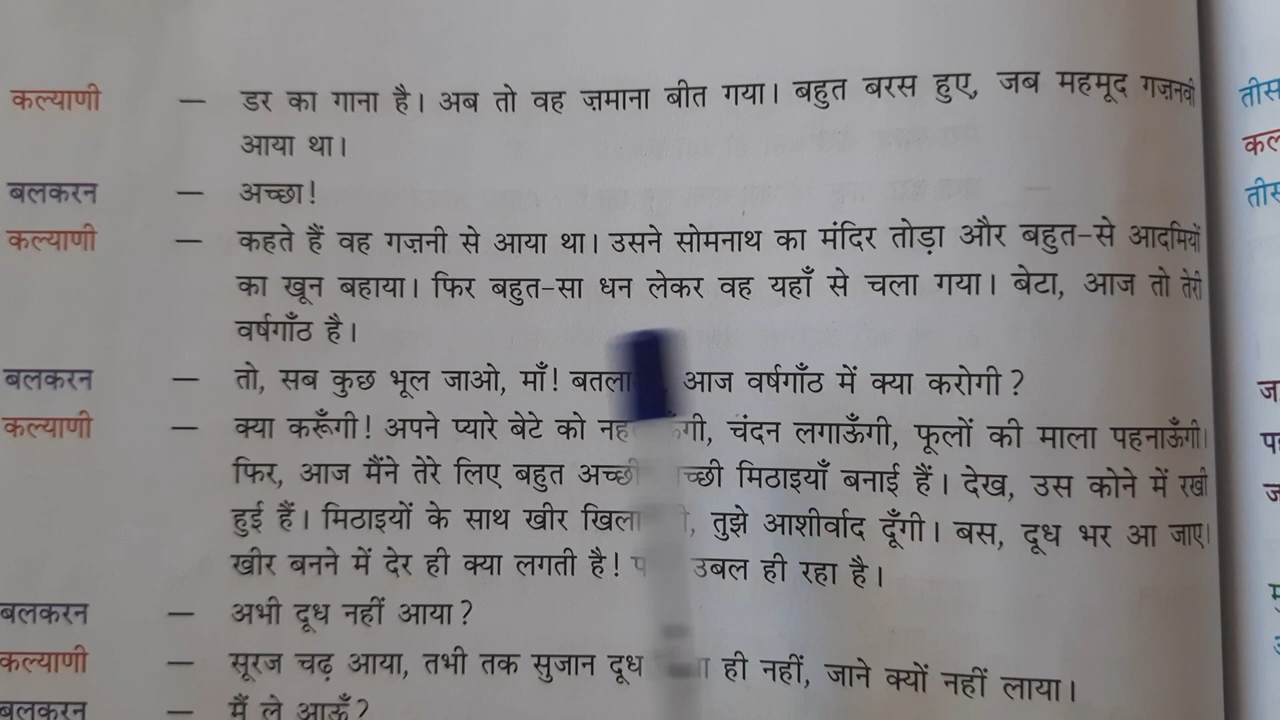 कल्याणी — डर का गाना है। अब तो वह ज़माना बीत गया। बहुत बरस हुए, जब महमूद गज़नवी
आया था।
बलकरन — अच्छा!
कल्याणी — कहते हैं वह गज़नी से आया था। उसने सोमनाथ का मंदिर तोड़ा और बहुत-से आदमियों
का खून बहाया। फिर बहुत-सा धन लेकर वह यहाँ से चला गया। बेटा, आज तो तेरी
वर्षगाँठ है।
बलकरन — तो, सब कुछ भूल जाओ, माँ! आज वर्षगाँठ में क्या करोगी?
कल्याणी — क्या करूँगी! अपने प्यारे बेटे को चंदन लगाऊँगी, फूलों की माला पहनाऊँगी।
फिर, आज मैंने तेरे लिए बहुत अच्छी मिठाइयाँ बनाई हैं। देख, उस कोने में रखी
हुई हैं। मिठाइयों के साथ खीर तुझे आशीर्वाद दूँगी। बस, दूध भर आ जाए।
खीर बनने में देर ही क्या लगती है! उबल ही रहा है।
बलकरन — अभी दूध नहीं आया?
कल्याणी — सूरज चढ़ आया, तभी तक सुजान दूध ही नहीं, जाने क्यों नहीं लाया।
बलकरन — मैं ले आऊँ?